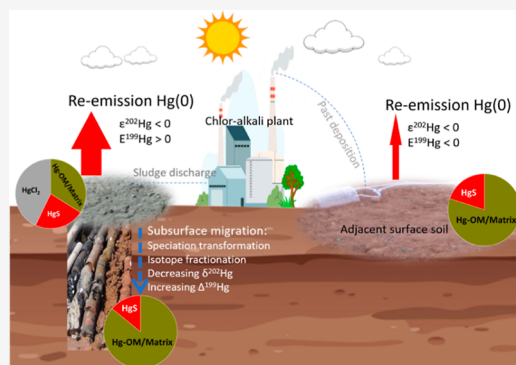 Re-emission Hg(0)
ε²⁰²Hg < 0
E¹⁹⁹Hg > 0
Chlor-alkali plant
Past deposition
Re-emission Hg(0)
ε²⁰²Hg < 0
E¹⁹⁹Hg < 0
Sludge discharge
HgCl₂
Hg-OM/Matrix
HgS
HgS
Hg-OM/Matrix
Adjacent surface soil
Subsurface migration:
Speciation transformation
Isotope fractionation
Decreasing δ²⁰²Hg
Increasing Δ¹⁹⁹Hg
HgS
Hg-OM/Matrix